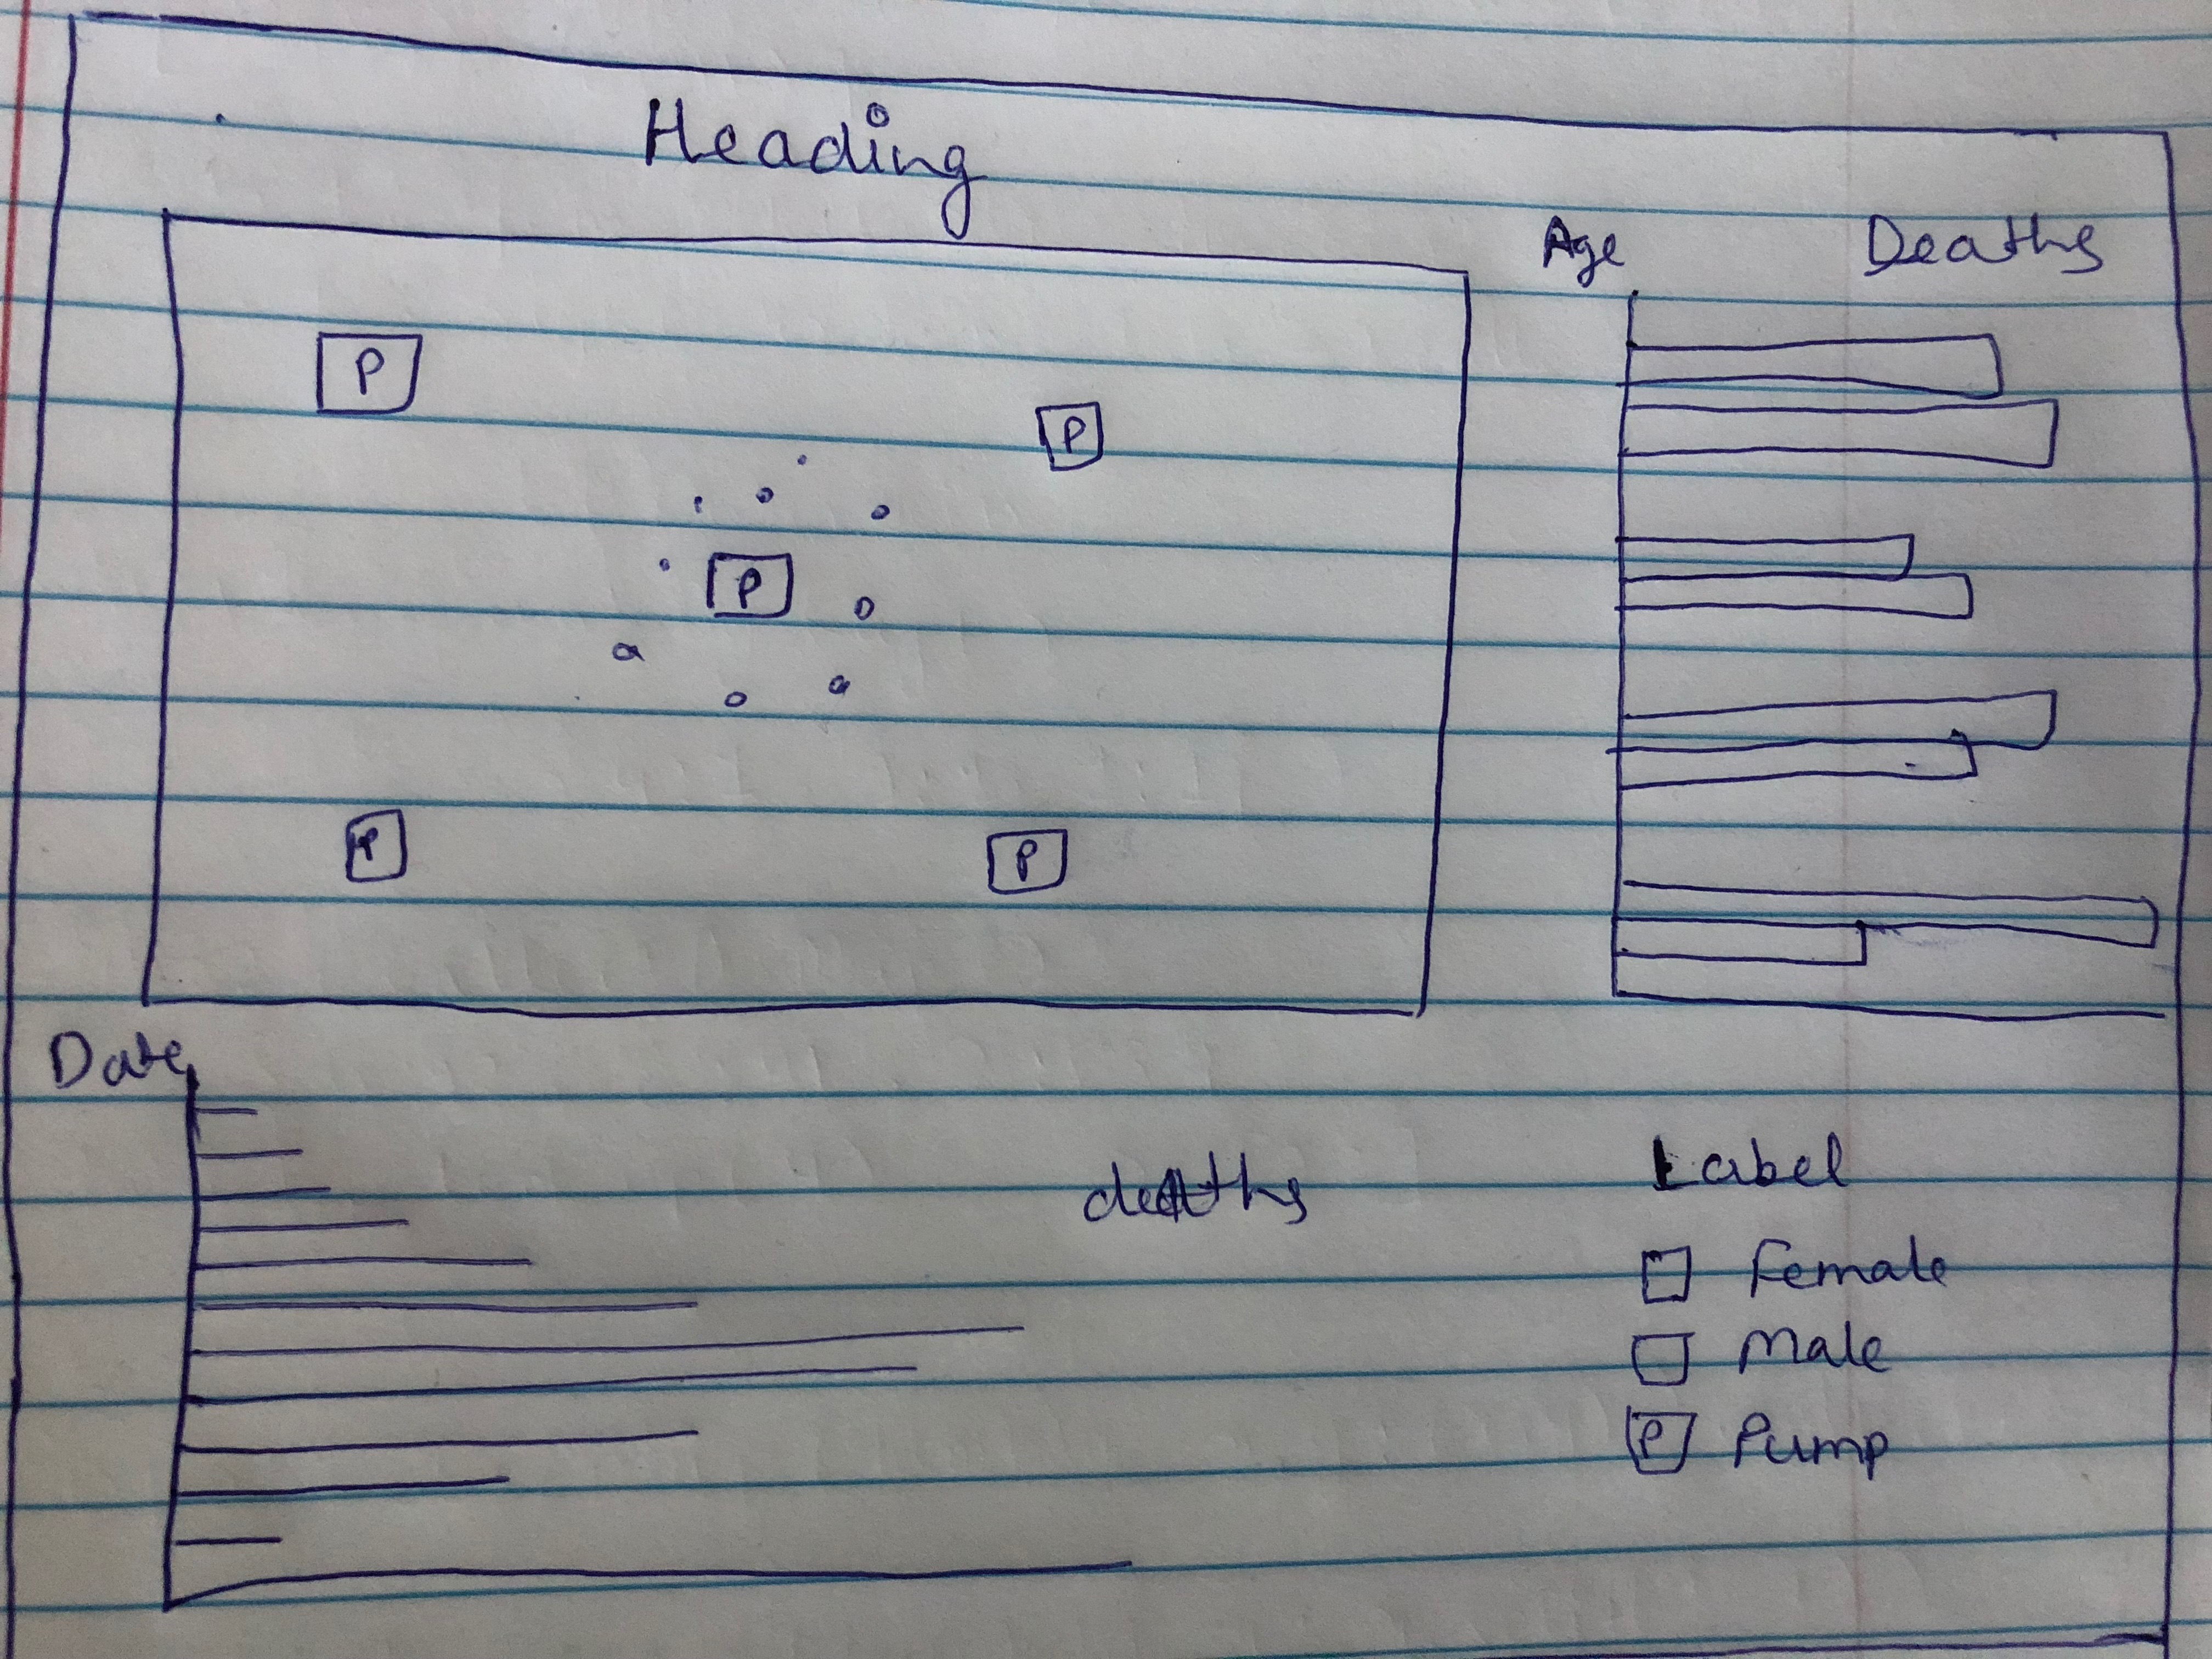 Heading
Age
Deaths
P
P
P
P
P
Date
deaths
Label
Female
Male
P Pump